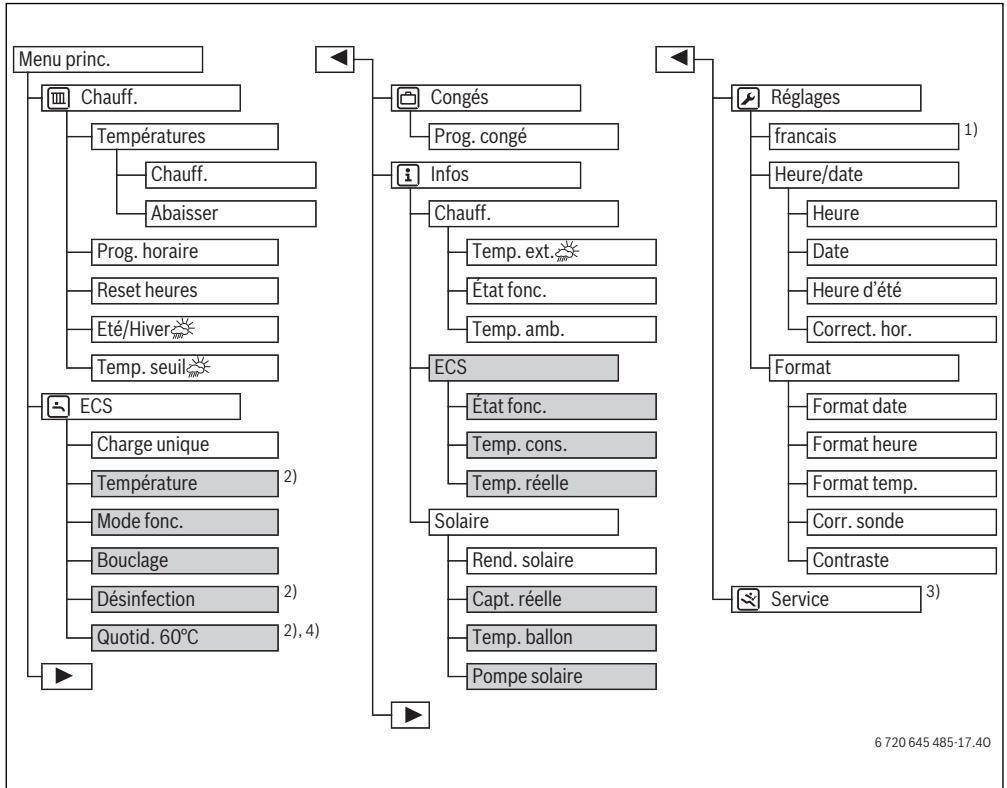 Menu princ.
Chauff.
Températures
Chauff.
Abaisser
Prog. horaire
Reset heures
Eté/Hiver
Temp. seuil
ECS
Charge unique
Température 2)
Mode fonc.
Bouclage
Désinfection 2)
Quotid. 60°C 2), 4)
Congés
Prog. congé
Infos
Chauff.
Temp. ext.
État fonc.
Temp. amb.
ECS
État fonc.
Temp. cons.
Temp. réelle
Solaire
Rend. solaire
Capt. réelle
Temp. ballon
Pompe solaire
Réglages
francais 1)
Heure/date
Heure
Date
Heure d'été
Correct. hor.
Format
Format date
Format heure
Format temp.
Corr. sonde
Contraste
Service 3)
6 720 645 485-17.4O